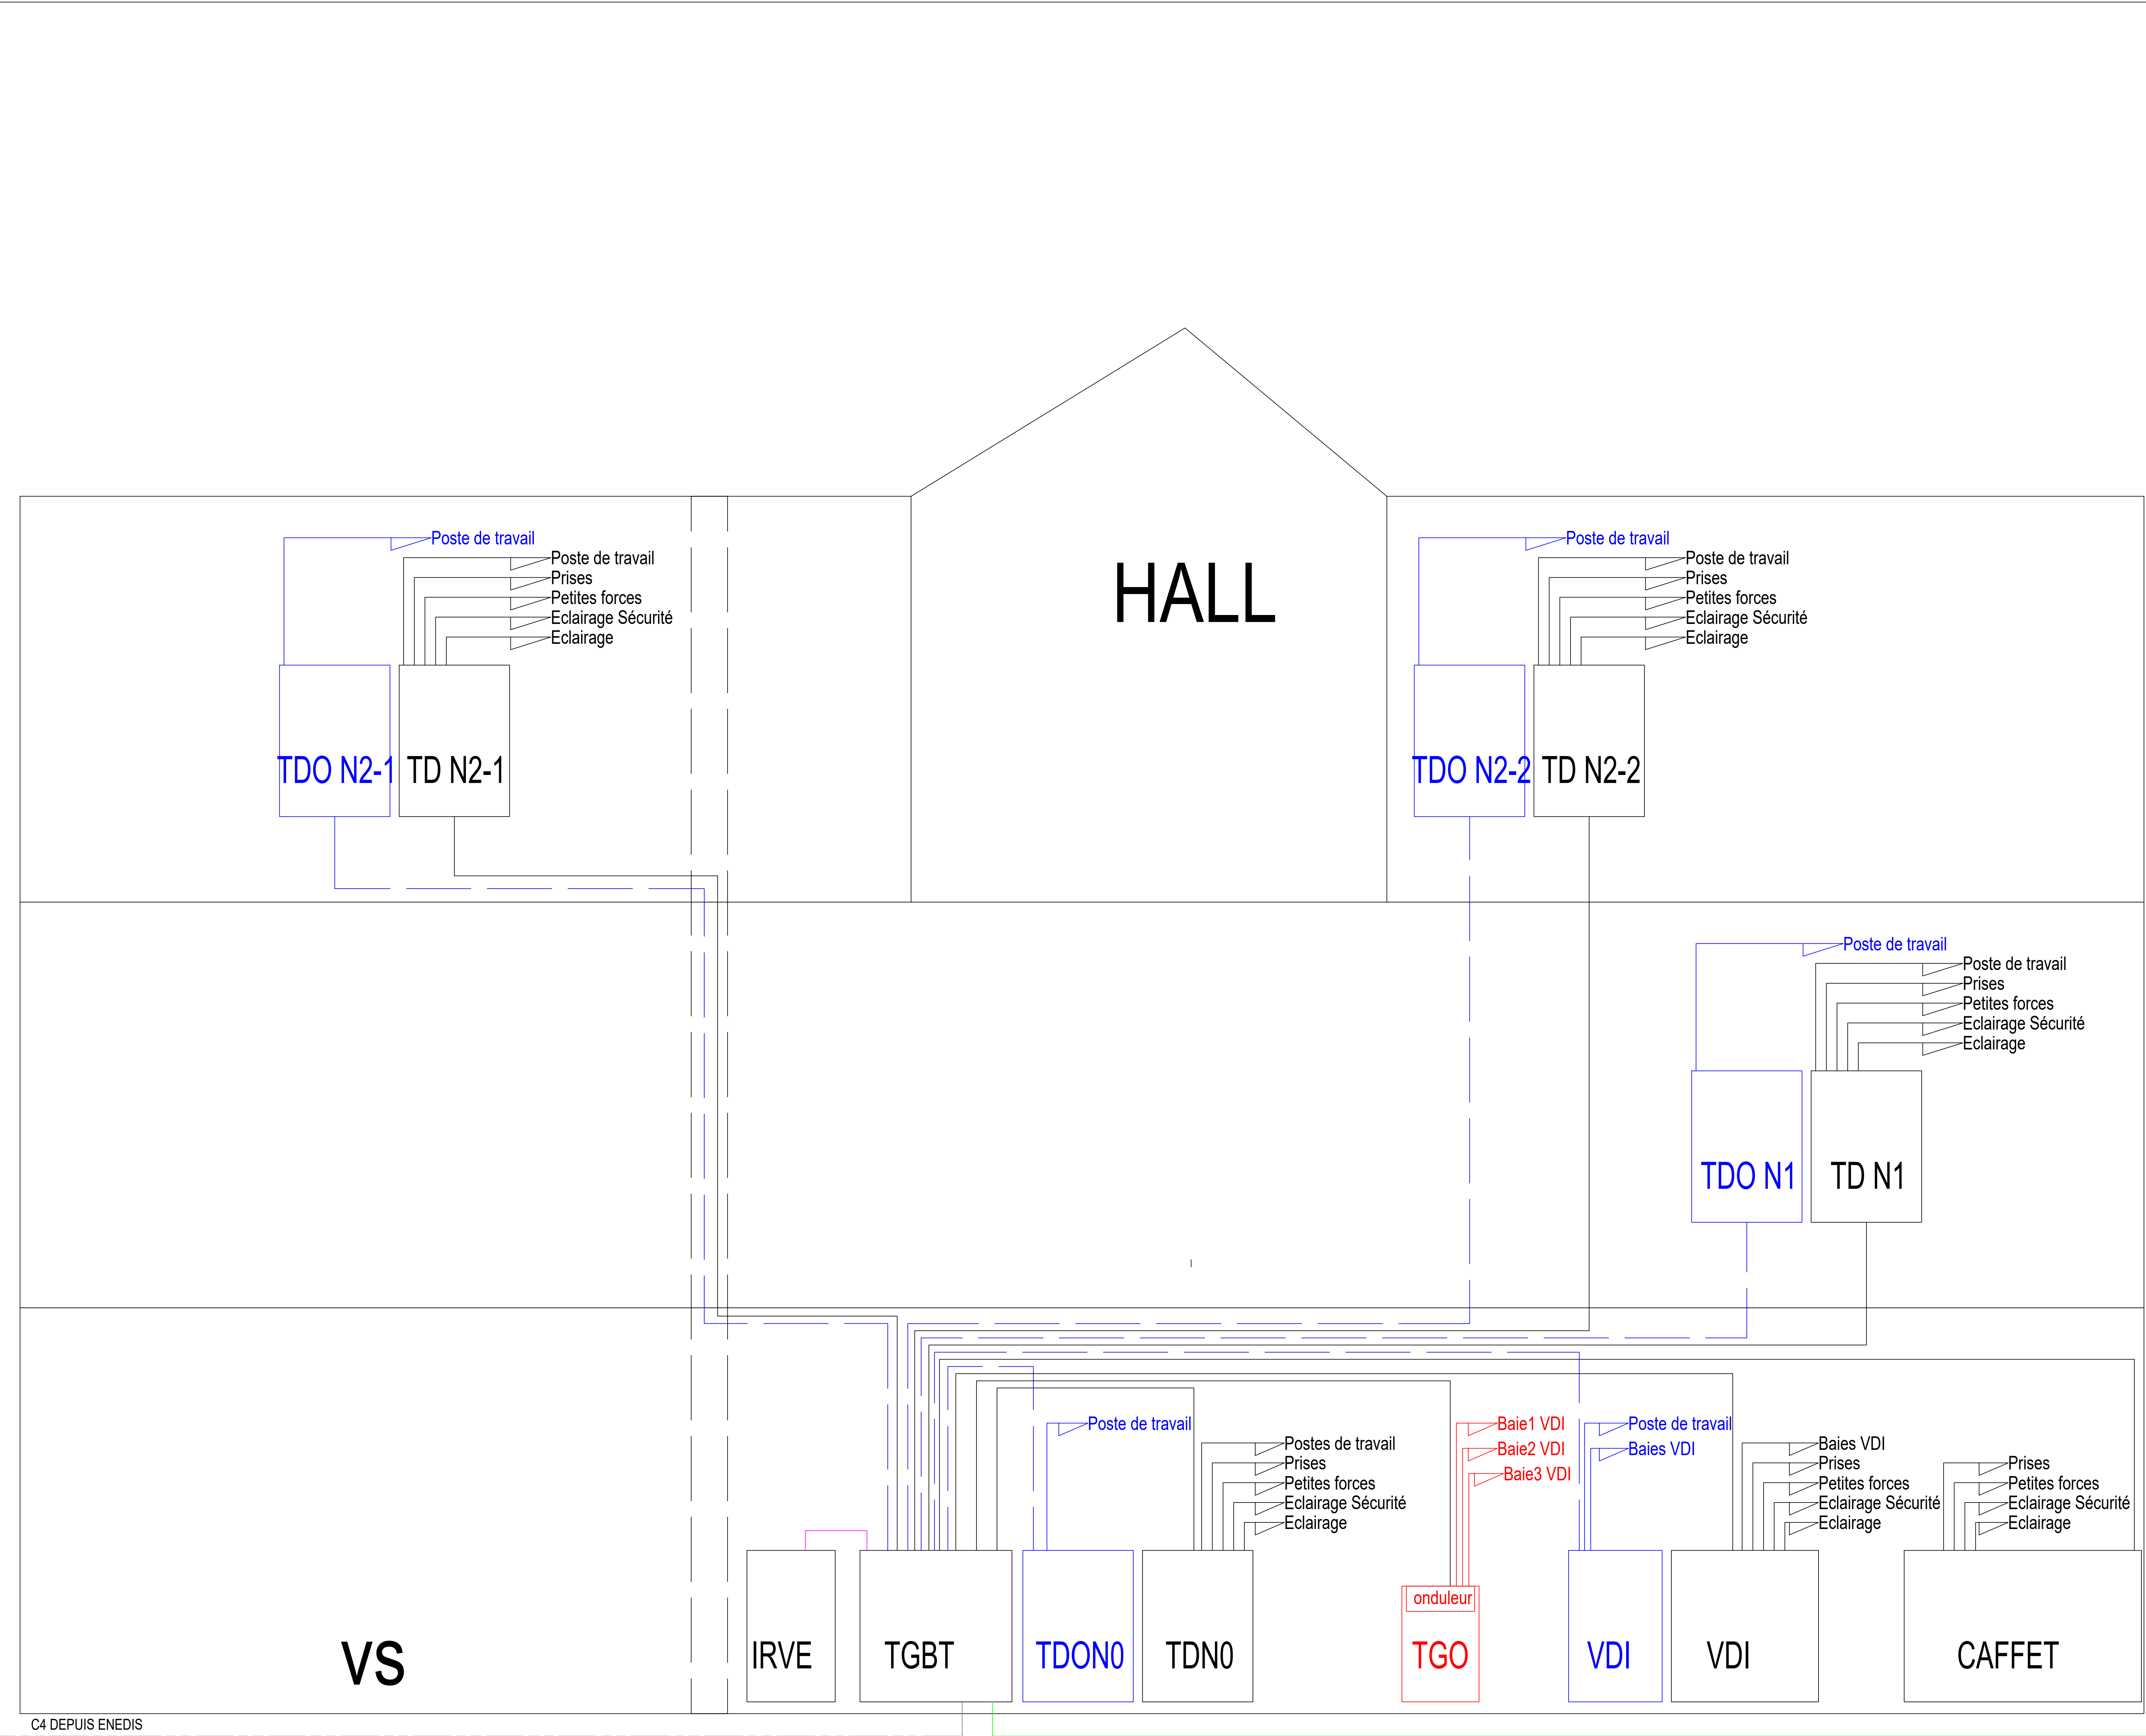 HALL
Poste de travail
Poste de travail
Prises
Petites forces
Eclairage Sécurité
Eclairage
TDO N2-1
TD N2-1
Poste de travail
Poste de travail
Prises
Petites forces
Eclairage Sécurité
Eclairage
TDO N2-2
TD N2-2
Poste de travail
Poste de travail
Prises
Petites forces
Eclairage Sécurité
Eclairage
TDO N1
TD N1
Poste de travail
Postes de travail
Prises
Petites forces
Eclairage Sécurité
Eclairage
Baie1 VDI
Baie2 VDI
Baie3 VDI
Poste de travail
Baies VDI
Baies VDI
Prises
Petites forces
Eclairage Sécurité
Eclairage
Prises
Petites forces
Eclairage Sécurité
Eclairage
onduleur
VS
IRVE
TGBT
TDON0
TDN0
TGO
VDI
VDI
CAFFET
C4 DEPUIS ENEDIS